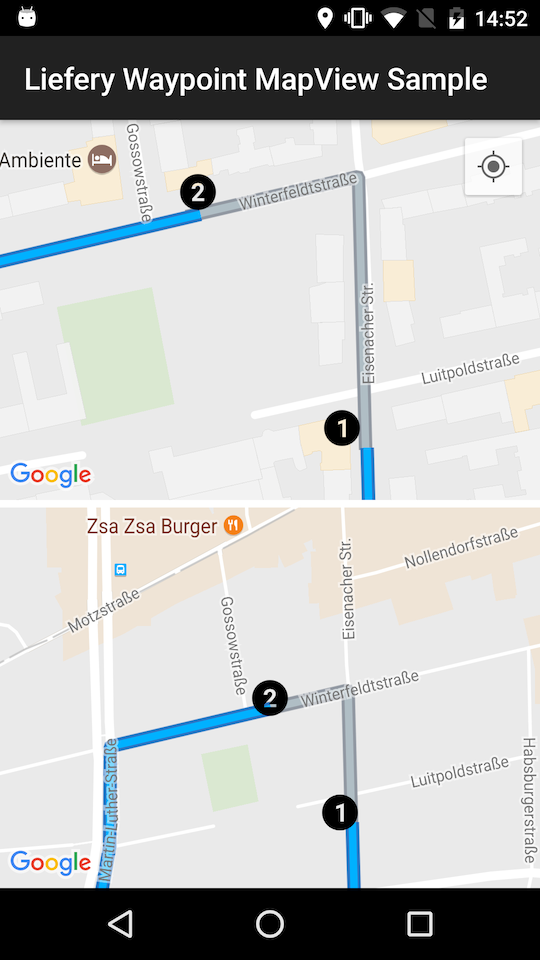 14:52
Liefery Waypoint MapView Sample
Ambiente
Gossowstraße
2
Winterfeldtstraße
Eisenacher Str.
Luitpoldstraße
1
Google
Zsa Zsa Burger
Nollendorfstraße
Eisenacher Str.
Motzstraße
Gossowstraße
2
Winterfeldtstraße
Martin-Luther-Straße
Luitpoldstraße
Habsburgerstraße
1
Google